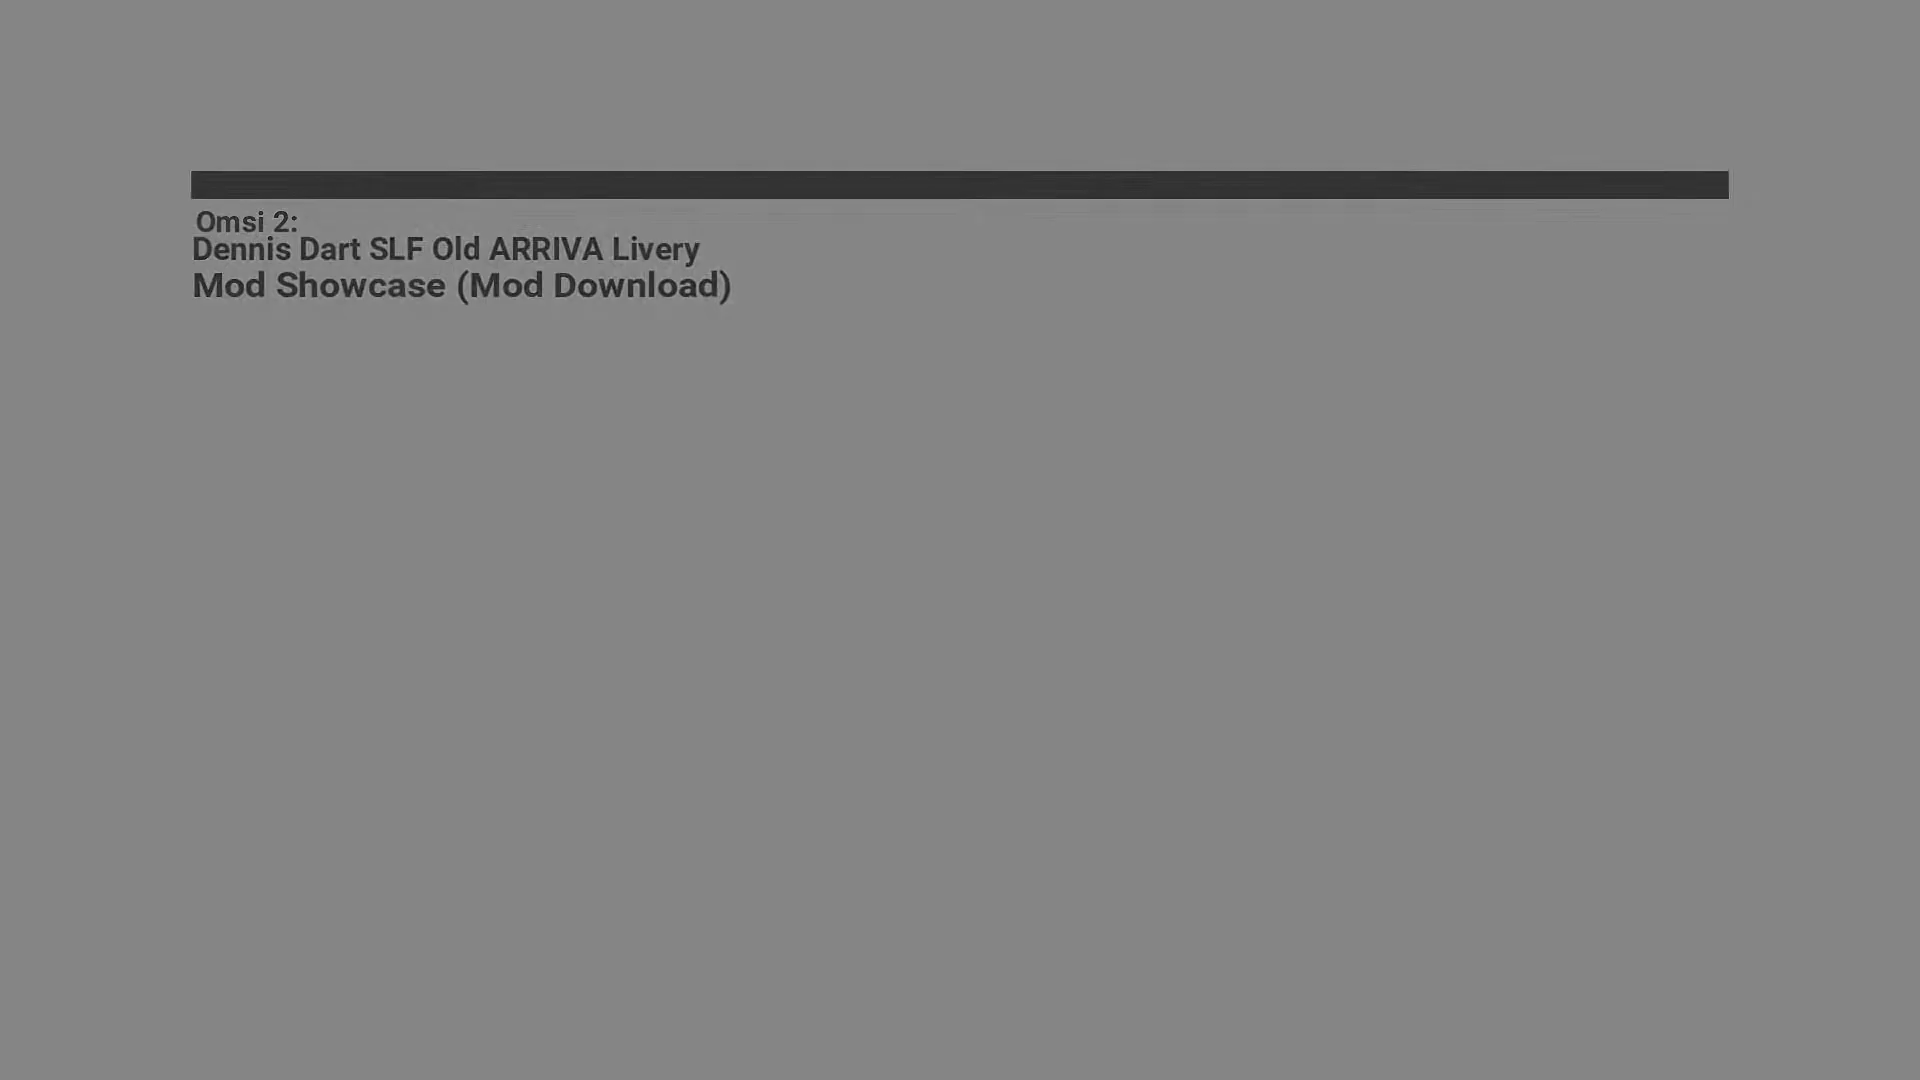 Omsi 2:
Dennis Dart SLF Old ARRIVA Livery
Mod Showcase (Mod Download)